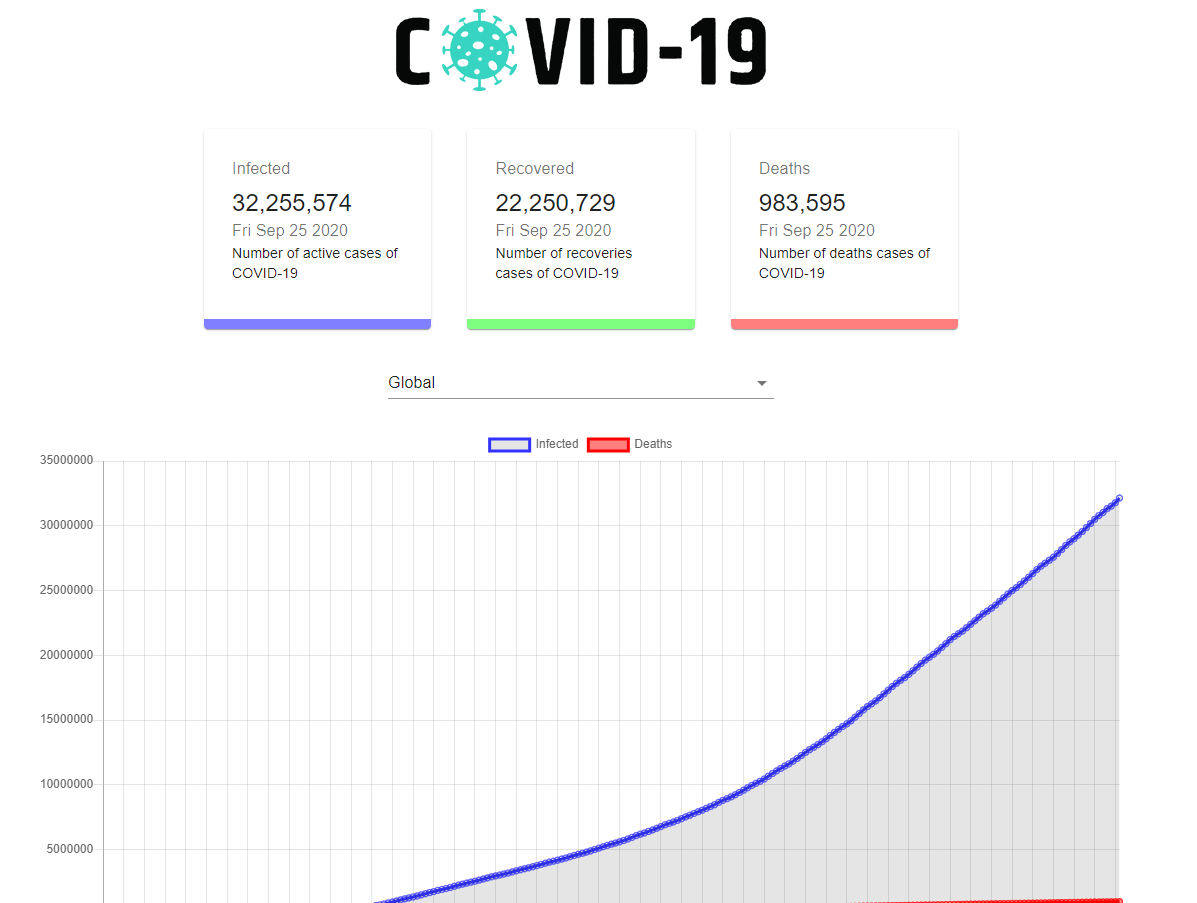 COVID-19
Infected
32,255,574
Fri Sep 25 2020
Number of active cases of
COVID-19
Recovered
22,250,729
Fri Sep 25 2020
Number of recoveries
cases of COVID-19
Deaths
983,595
Fri Sep 25 2020
Number of deaths cases of
COVID-19
Global
Infected Deaths
35000000
30000000
25000000
20000000
15000000
10000000
5000000